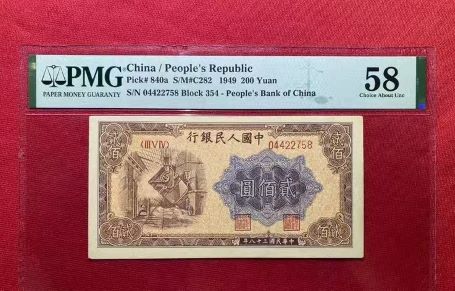 PMG
PAPER MONEY GUARANTY
China / People's Republic
Pick# 840a S/M#C282 1949 200 Yuan
S/N 04422758 Block 354 - People's Bank of China
58
Choice About Unc
行銀民人國中
(ⅢⅤⅣ)
04422758
圓佰貳
年八十三國民華中